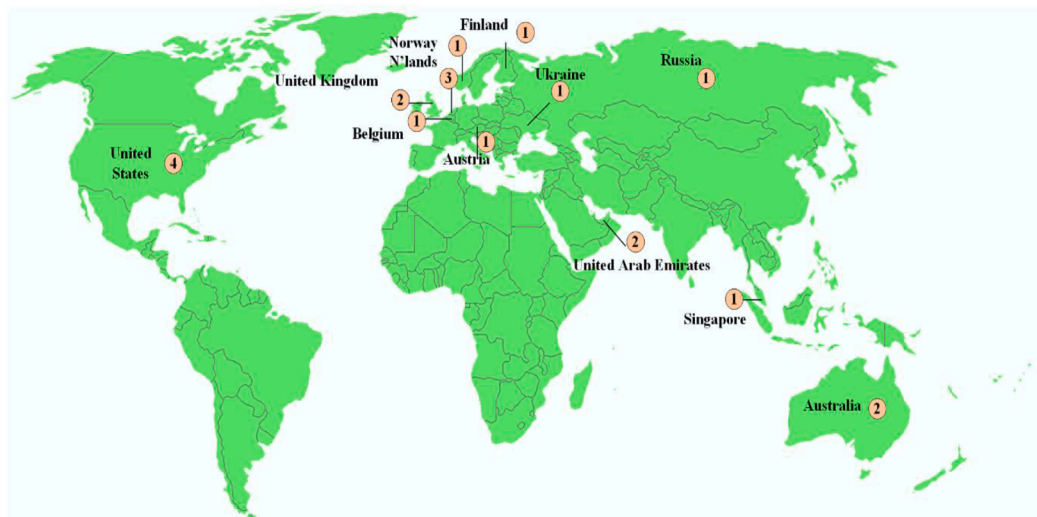 Finland 1
Norway 1
N'lands 3
United Kingdom 2
Belgium 1
Ukraine 1
Russia 1
Austria 1
United 4
States
2
United Arab Emirates
1
Singapore
Australia 2